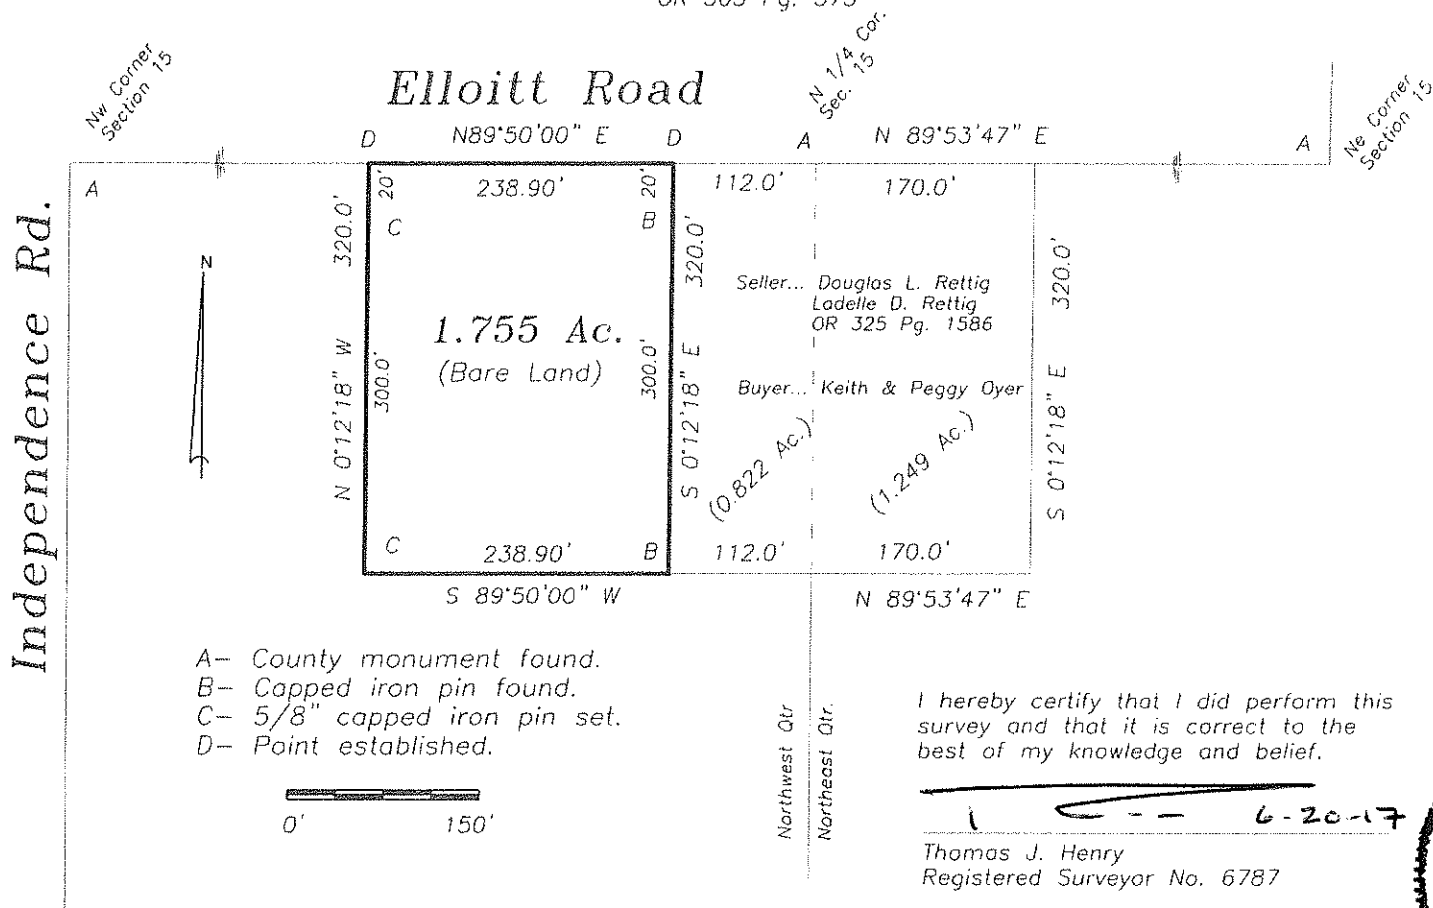 OR 305 Pg. 575
Nw Corner
Section 15
Elloitt Road
N 1/4 Cor.
Sec. 15
Ne Corner
Section 15
D N89°50'00" E D A N 89°53'47" E A
A
20' 238.90' 20' 112.0' 170.0'
C B
320.0' 320.0' 320.0'
Independence Rd.
N
Seller... Douglas L. Rettig
Ladelle D. Rettig
OR 325 Pg. 1586
1.755 Ac.
(Bare Land)
N 0°12'18" W
300.0' 300.0'
S 0°12'18" E
Buyer... Keith & Peggy Oyer
S 0°12'18" E
(0.822 Ac.) (1.249 Ac.)
C 238.90' B 112.0' 170.0'
S 89°50'00" W N 89°53'47" E
A- County monument found.
B- Capped iron pin found.
C- 5/8" capped iron pin set.
D- Point established.
0' 150'
Northwest Qtr
Northeast Qtr.
I hereby certify that I did perform this
survey and that it is correct to the
best of my knowledge and belief.
6-20-17
Thomas J. Henry
Registered Surveyor No. 6787